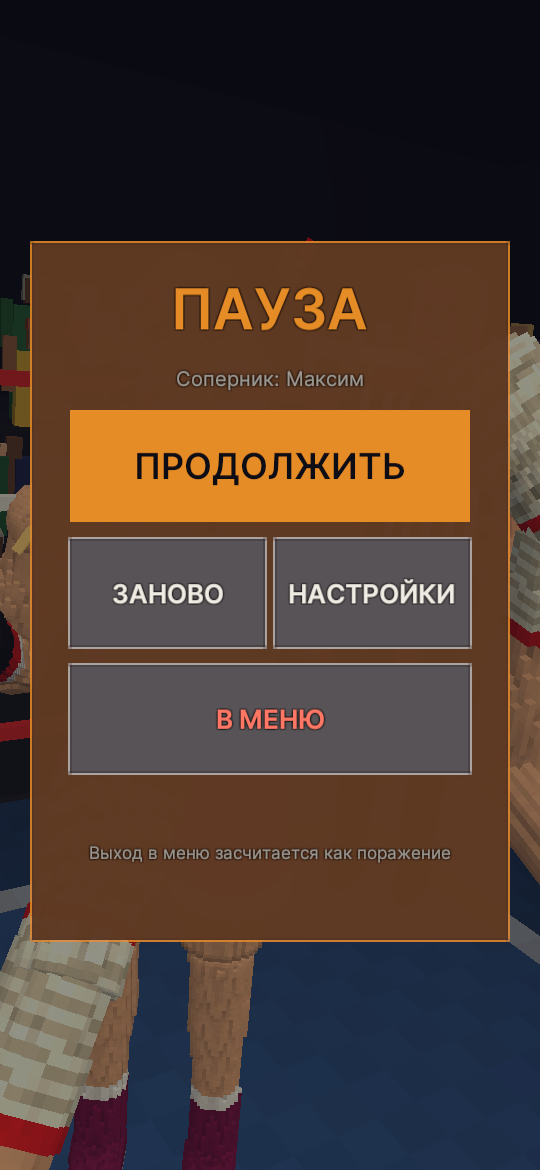 ПАУЗА
Соперник: Максим
ПРОДОЛЖИТЬ
ЗАНОВО
НАСТРОЙКИ
В МЕНЮ
Выход в меню засчитается как поражение